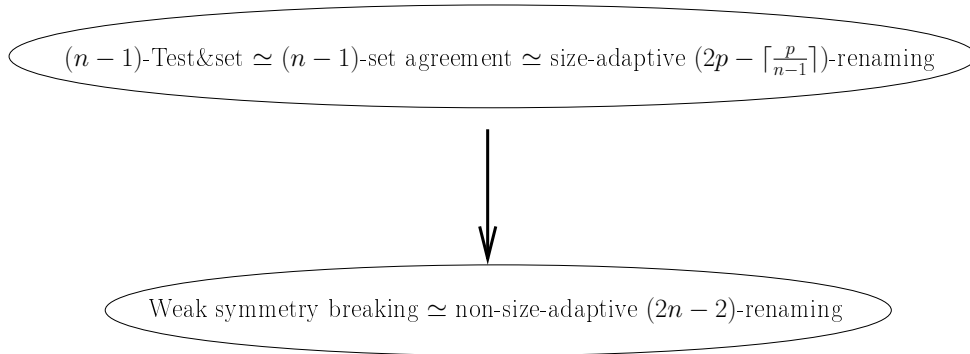 (n − 1)-Test&set ≃ (n − 1)-set agreement ≃ size-adaptive (2p − ⌈p/(n−1)⌉)-renaming
Weak symmetry breaking ≃ non-size-adaptive (2n − 2)-renaming